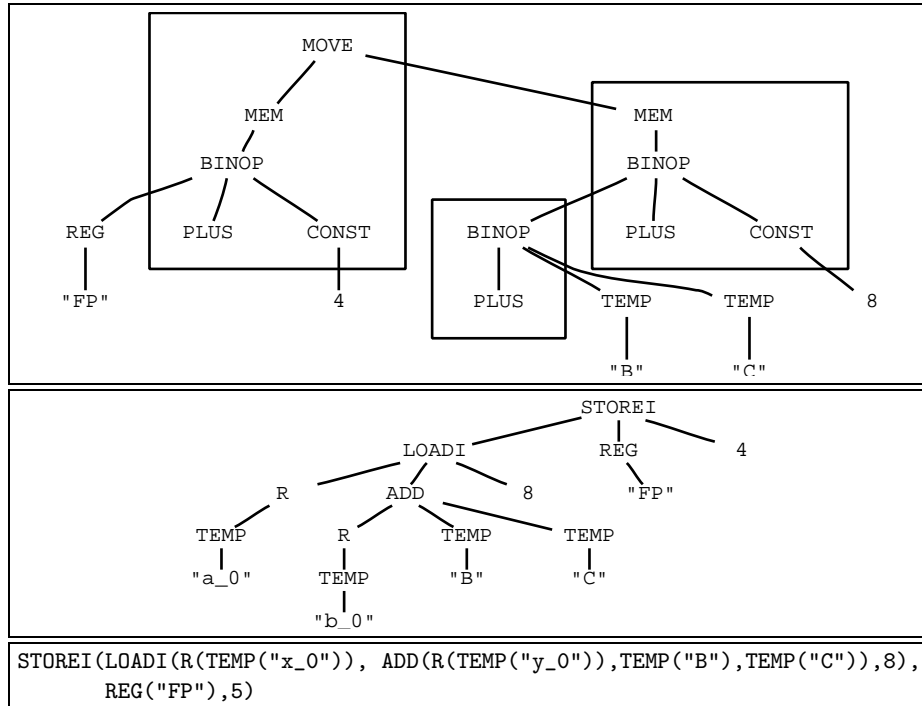 MOVE
MEM MEM
BINOP BINOP
REG PLUS CONST BINOP PLUS CONST
"FP" 4 PLUS TEMP TEMP 8
"B" "C"
STOREI
LOADI REG 4
R ADD 8 "FP"
TEMP R TEMP TEMP
"a_0" TEMP "B" "C"
"b_0"
STOREI(LOADI(R(TEMP("x_0")), ADD(R(TEMP("y_0")),TEMP("B"),TEMP("C")),8),
REG("FP"),5)